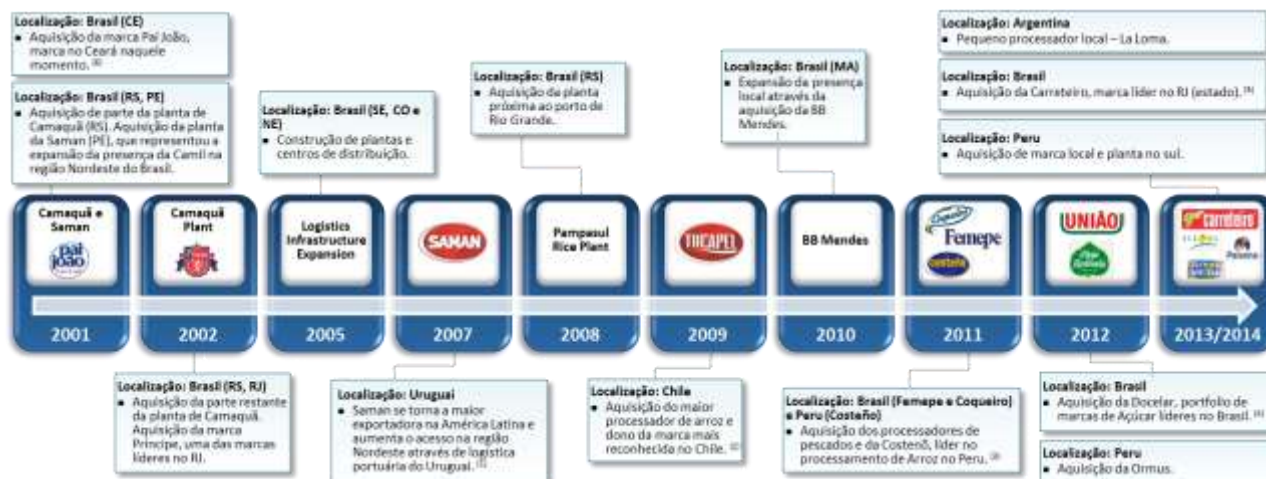 Localização: Brasil (CE)
Aquisição da marca Pai João,
marca no Ceará naquele
momento.
Localização: Brasil (RS, PE)
Aquisição de parte da planta de
Camaquã (RS). Aquisição da planta
da Saman (PE), que representou a
expansão da presença da Camil na
região Nordeste do Brasil.
Localização: Brasil (SE, CO e
NE)
Construção de plantas e
centros de distribuição.
Localização: Brasil (RS)
Aquisição da planta
próxima ao porto de
Rio Grande.
Localização: Brasil (MA)
Expansão da presença
local através da
aquisição da BB
Mendes.
Localização: Argentina
Pequeno processador local – La Loma.
Localização: Brasil
Aquisição da Carreteiro, marca líder no RJ (estado).
Localização: Peru
Aquisição de marca local e planta no sul.
Camaquã e
Saman
pai
joão
Camaquã
Plant
Logistics
Infrastructure
Expansion
SAMAN
Pampasul
Rice Plant
TUCAPEL
BB Mendes
Coqueiro
Femepe
Costeño
UNIÃO
carreteiro
Paloma
2001
2002
2005
2007
2008
2009
2010
2011
2012
2013/2014
Localização: Brasil (RS, RJ)
Aquisição da parte restante
da planta de Camaquã.
Aquisição da marca
Príncipe, uma das marcas
líderes no RJ.
Localização: Uruguai
Saman se torna a maior
exportadora na América Latina e
aumenta o acesso na região
Nordeste através de logística
portuária do Uruguai.
Localização: Chile
Aquisição do maior
processador de arroz e
dono da marca mais
reconhecida no Chile.
Localização: Brasil (Femepe e Coqueiro)
e Peru (Costeño)
Aquisição dos processadores de
pescados e da Costenõ, líder no
processamento de Arroz no Peru.
Localização: Brasil
Aquisição da Docelar, portfolio de
marcas de Açúcar líderes no Brasil.
Localização: Peru
Aquisição da Ormus.